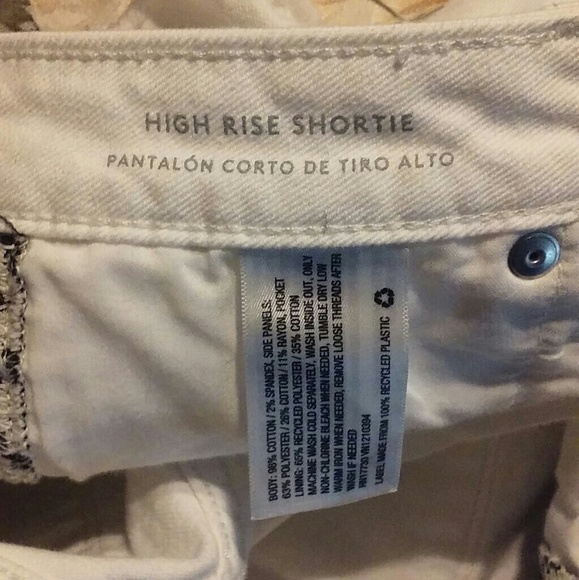 HIGH RISE SHORTIE
PANTALÓN CORTO DE TIRO ALTO
BODY: 98% COTTON / 2% SPANDEX, SIDE PANELS:
63% POLYESTER / 26% COTTON / 11% RAYON, POCKET
LINING: 65% RECYCLED POLYESTER / 35% COTTON
MACHINE WASH COLD SEPARATELY, WASH INSIDE OUT, ONLY
NON-CHLORINE BLEACH WHEN NEEDED, TUMBLE DRY LOW
WARM IRON WHEN NEEDED, REMOVE LOOSE THREADS AFTER
WASH IF NEEDED
HN17730 VN1210394
LABEL MADE FROM 100% RECYCLED PLASTIC